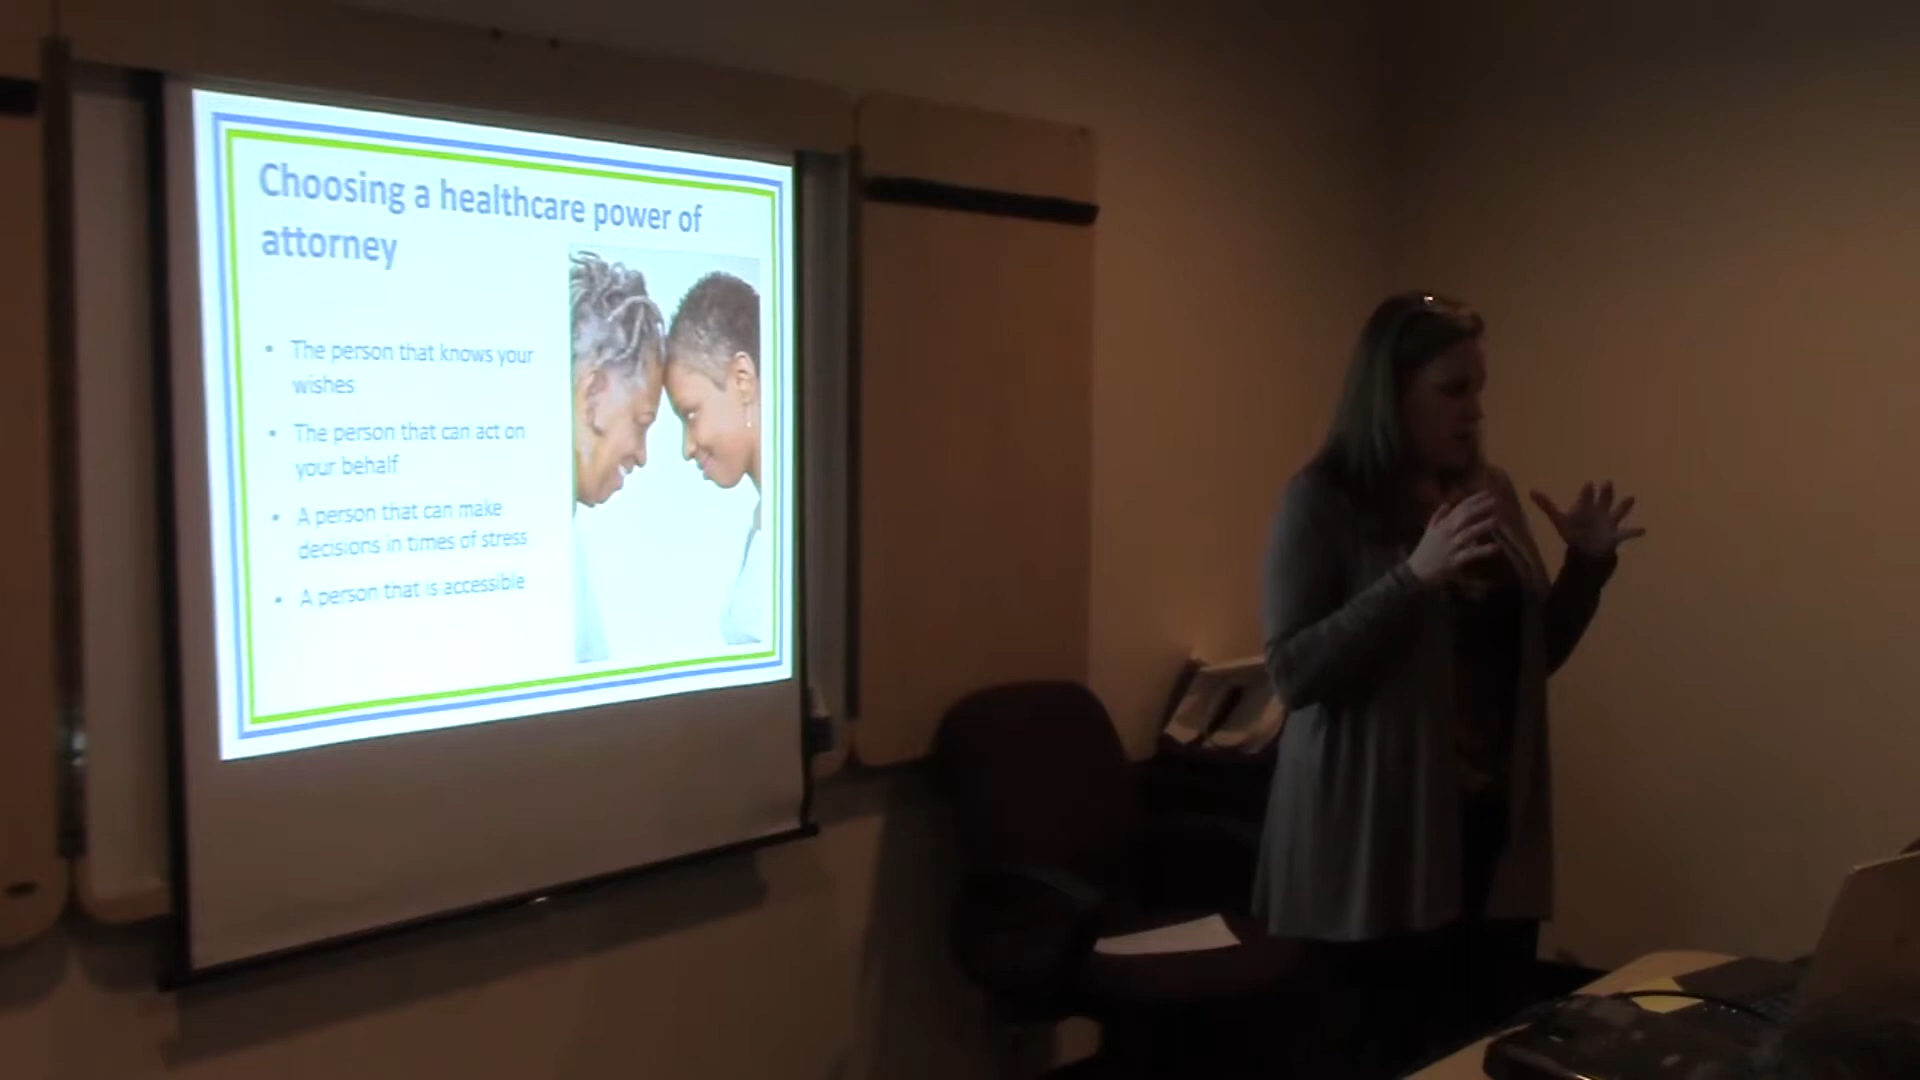 Choosing a healthcare power of
attorney
• The person that knows your
wishes
• The person that can act on
your behalf
• A person that can make
decisions in times of stress
• A person that is accessible